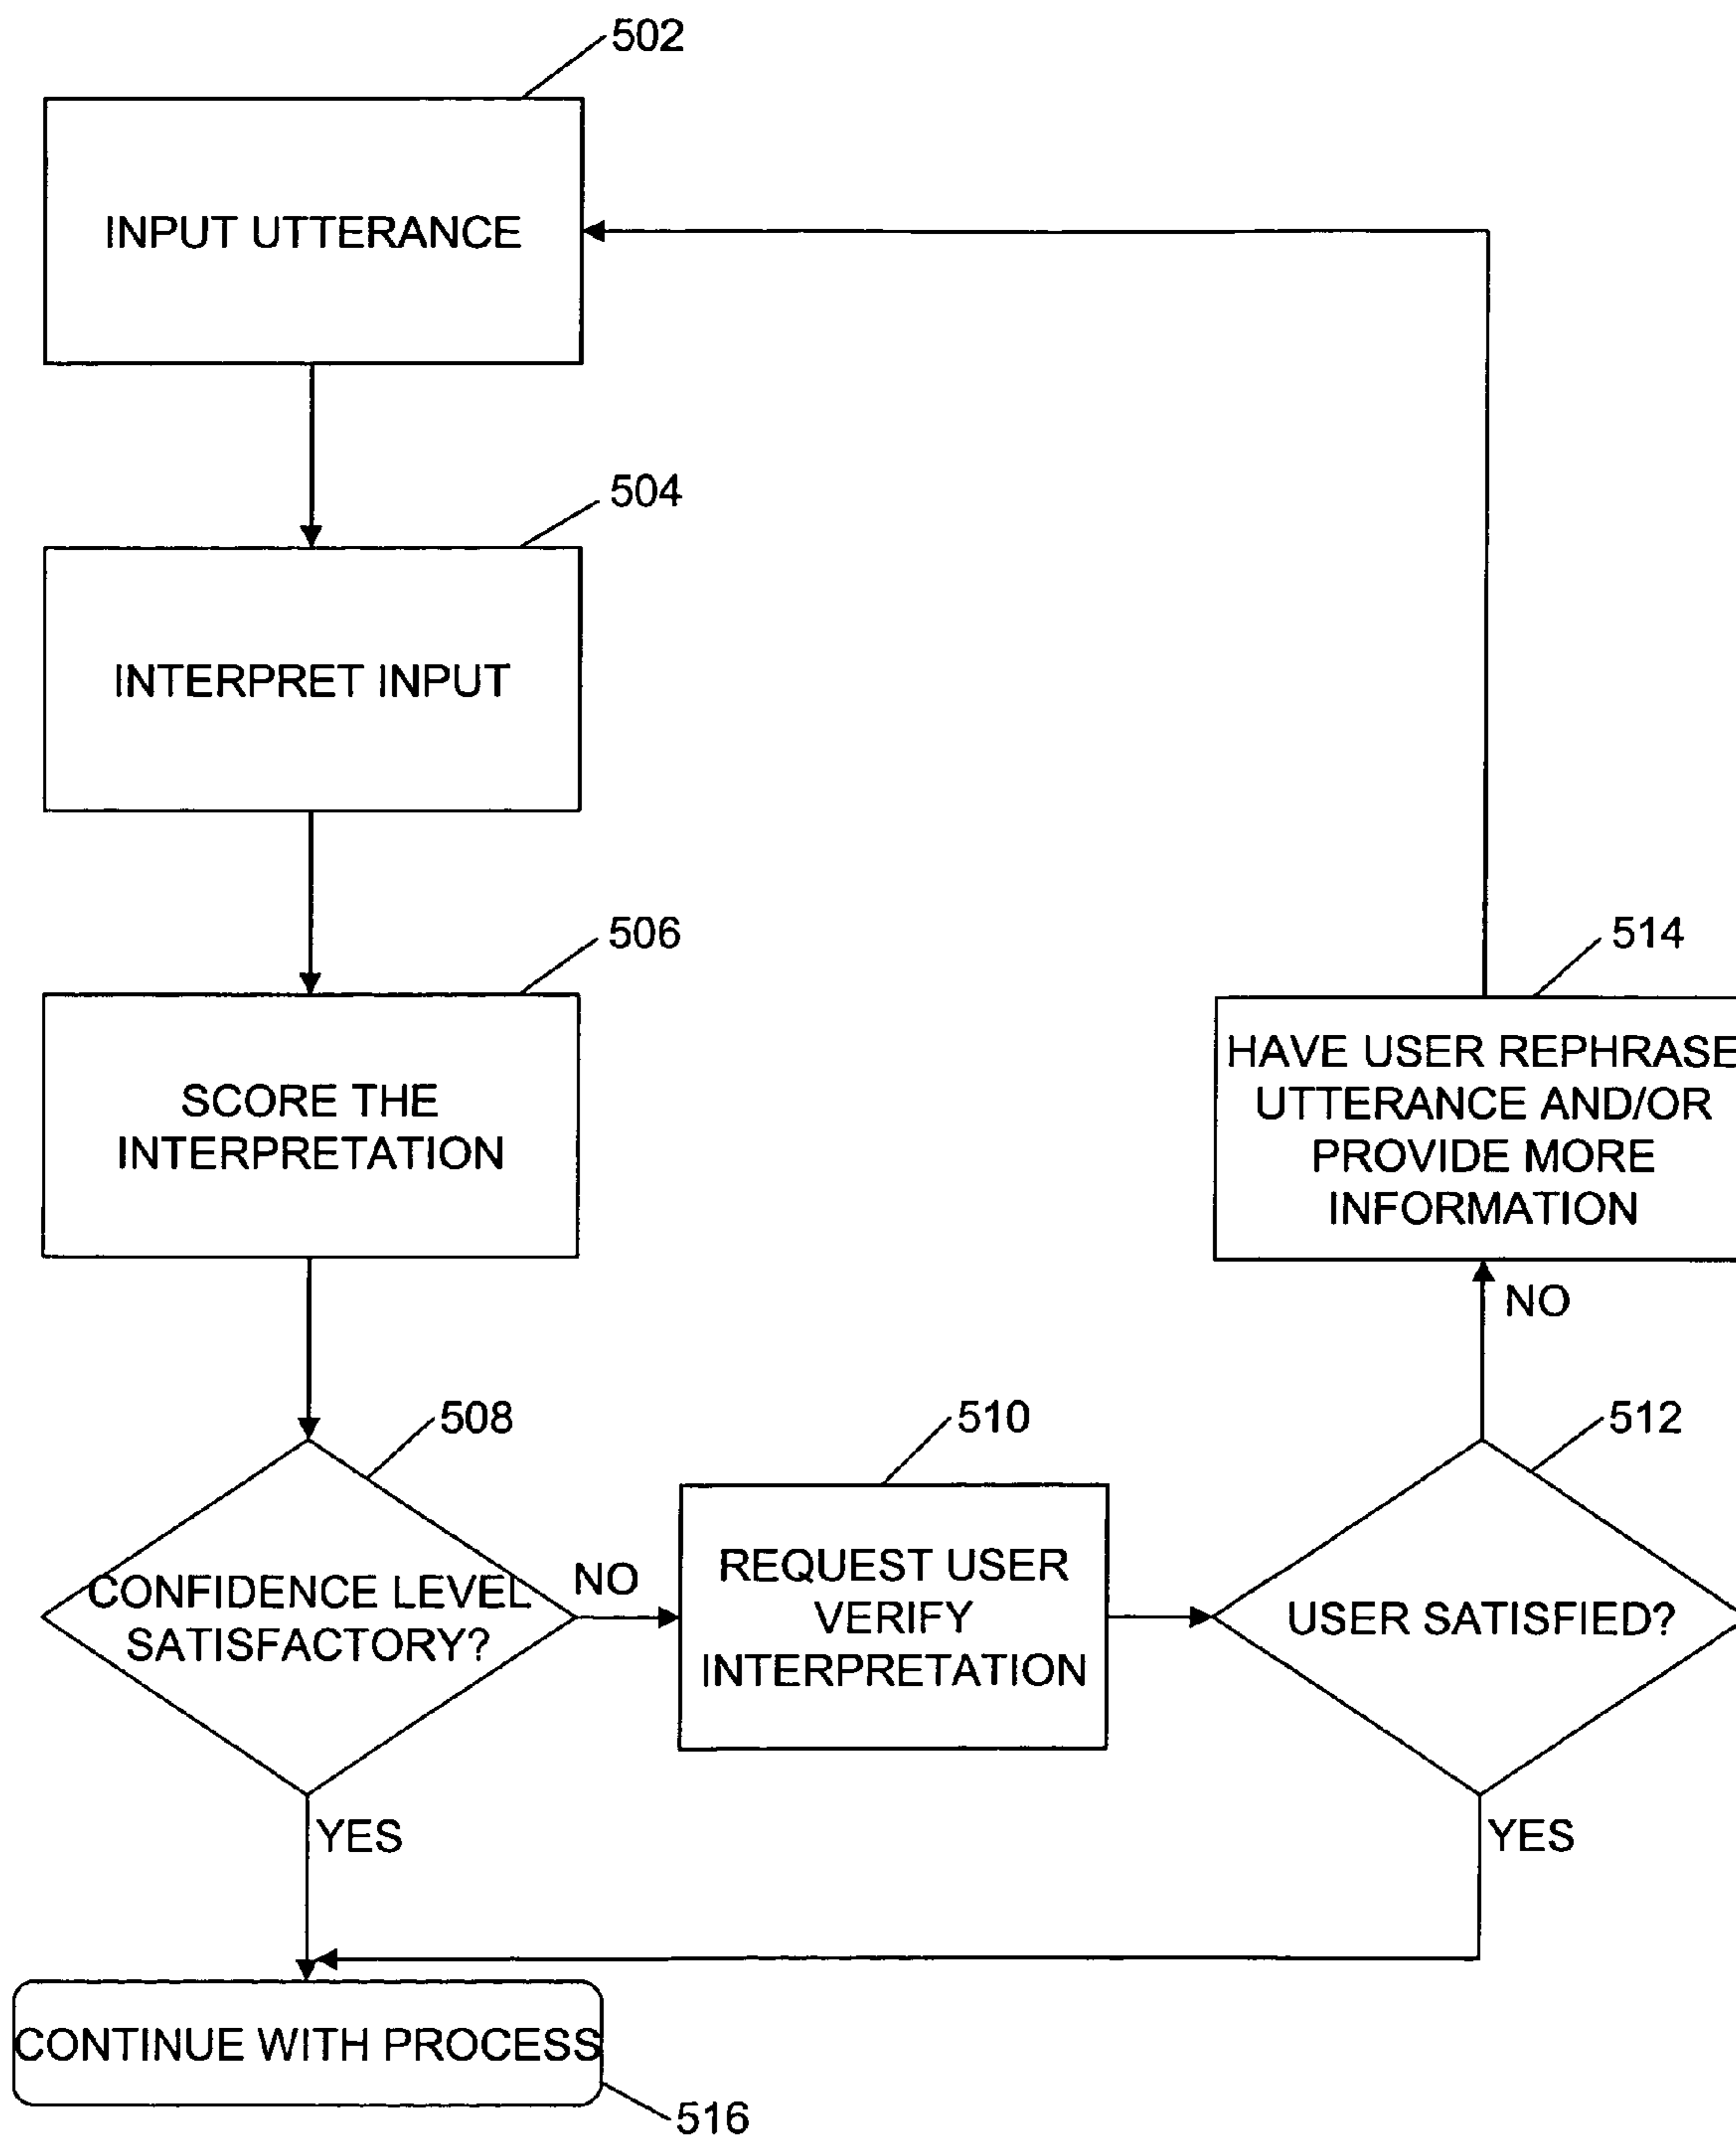 502
INPUT UTTERANCE
504
INTERPRET INPUT
506
SCORE THE
INTERPRETATION
514
HAVE USER REPHRASE
UTTERANCE AND/OR
PROVIDE MORE
INFORMATION
NO
508
CONFIDENCE LEVEL
SATISFACTORY?
NO
510
REQUEST USER
VERIFY
INTERPRETATION
512
USER SATISFIED?
YES
YES
CONTINUE WITH PROCESS
516